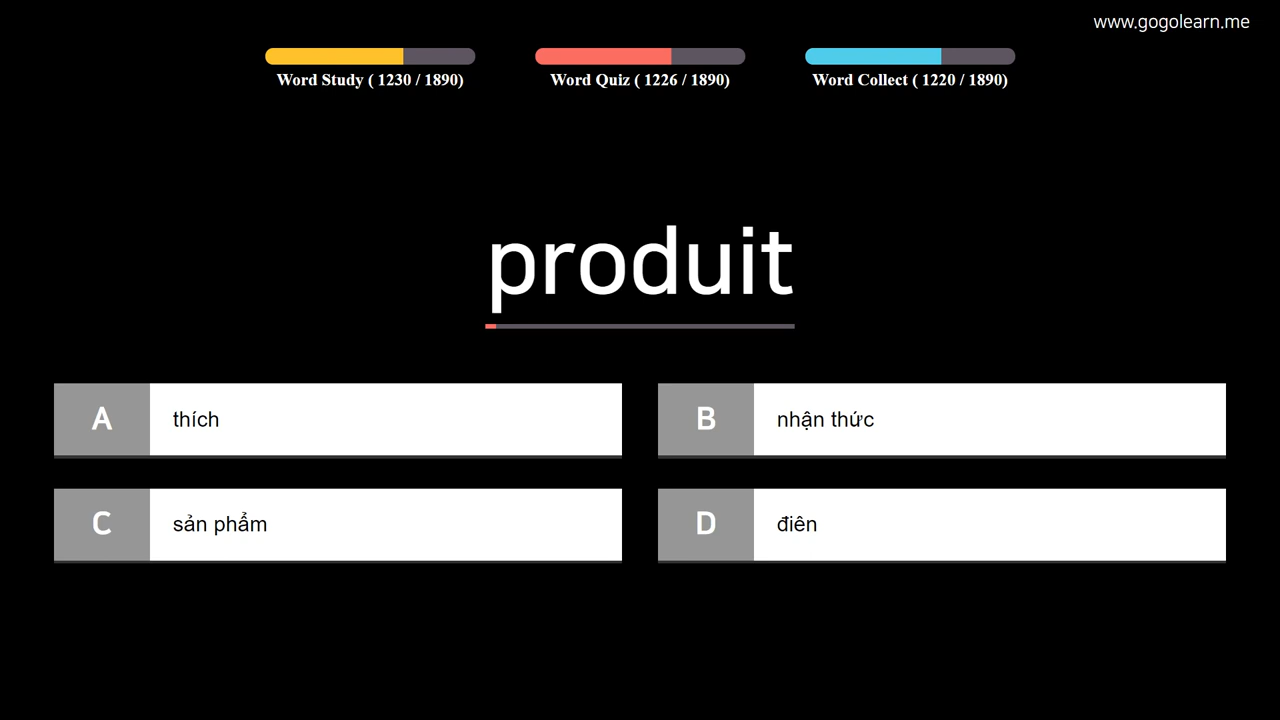 www.gogolearn.me
Word Study ( 1230 / 1890)
Word Quiz ( 1226 / 1890)
Word Collect ( 1220 / 1890)
produit
A thích
B nhận thức
C sản phẩm
D điên